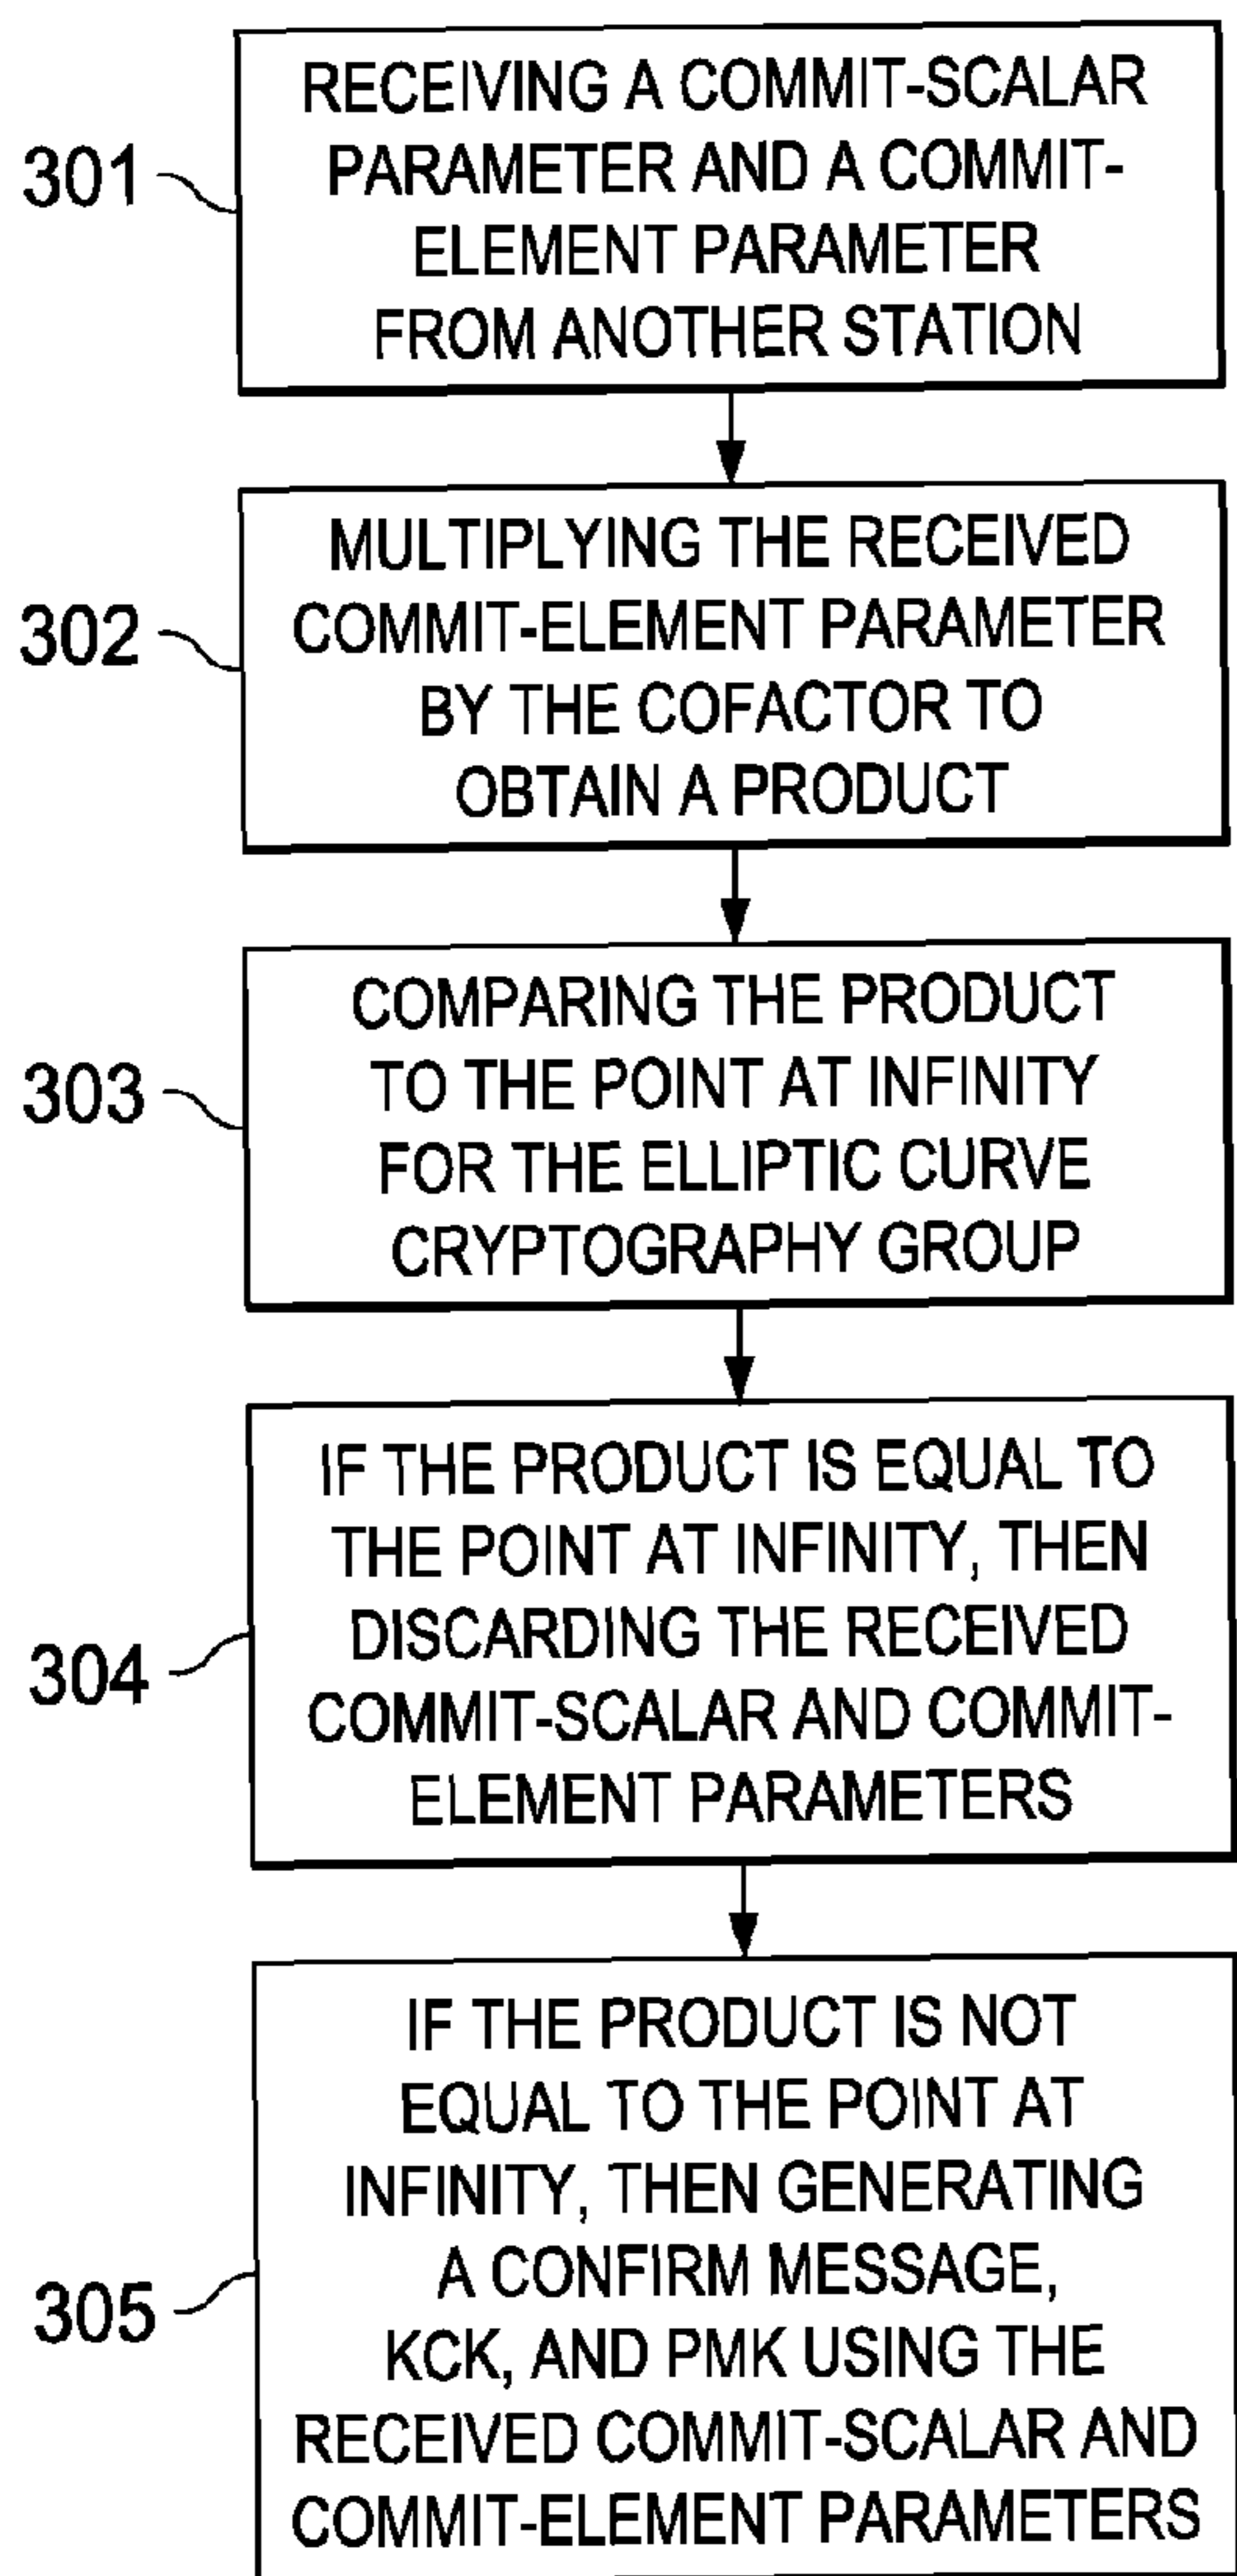 301
RECEIVING A COMMIT-SCALAR
PARAMETER AND A COMMIT-
ELEMENT PARAMETER
FROM ANOTHER STATION
302
MULTIPLYING THE RECEIVED
COMMIT-ELEMENT PARAMETER
BY THE COFACTOR TO
OBTAIN A PRODUCT
303
COMPARING THE PRODUCT
TO THE POINT AT INFINITY
FOR THE ELLIPTIC CURVE
CRYPTOGRAPHY GROUP
304
IF THE PRODUCT IS EQUAL TO
THE POINT AT INFINITY, THEN
DISCARDING THE RECEIVED
COMMIT-SCALAR AND COMMIT-
ELEMENT PARAMETERS
305
IF THE PRODUCT IS NOT
EQUAL TO THE POINT AT
INFINITY, THEN GENERATING
A CONFIRM MESSAGE,
KCK, AND PMK USING THE
RECEIVED COMMIT-SCALAR AND
COMMIT-ELEMENT PARAMETERS